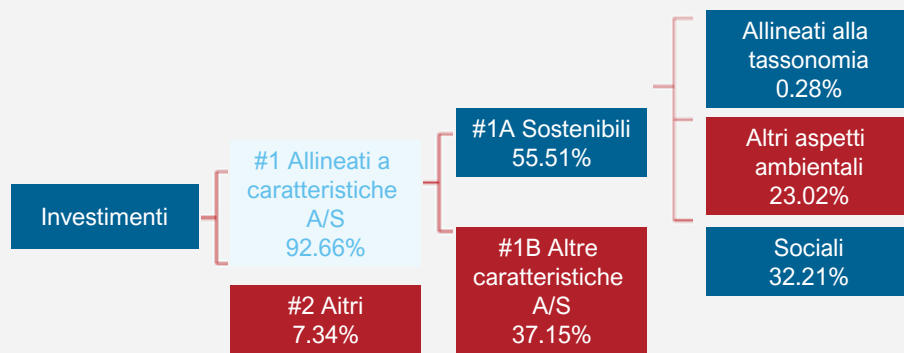 Investimenti
#1 Allineati a
caratteristiche
A/S
92.66%
#2 Aitri
7.34%
#1A Sostenibili
55.51%
#1B Altre
caratteristiche
A/S
37.15%
Allineati alla
tassonomia
0.28%
Altri aspetti
ambientali
23.02%
Sociali
32.21%